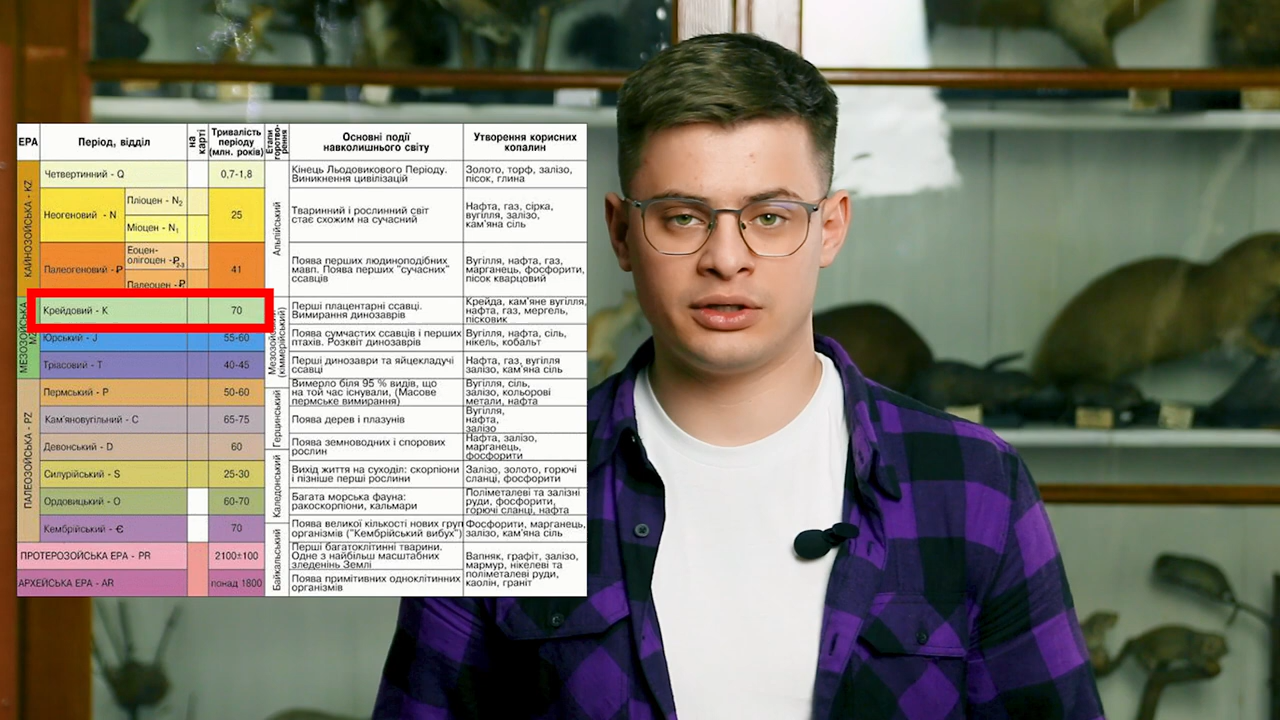 ЕРА
Період, відділ
на карті
Тривалість
періоду
(млн. років)
Етапи
горотво-
рення
Основні події
навколишнього світу
Утворення корисних
копалин
КАЙНОЗОЙСЬКА - KZ
Четвертинний - Q
0,7-1,8
Кінець Льодовикового Періоду.
Виникнення цивілізацій
Золото, торф, залізо,
пісок, глина
Неогеновий - N
Пліоцен - N2
Міоцен - N1
25
Альпійський
Тваринний і рослинний світ
стає схожим на сучасний
Нафта, газ, сірка,
вугілля, залізо,
кам'яна сіль
Палеогеновий - Р
Еоцен-
олігоцен - Р2-3
Палеоцен - Р
41
Поява перших людиноподібних
мавп. Поява перших "сучасних"
ссавців
Вугілля, нафта, газ,
марганець, фосфорити,
пісок кварцовий
МЕЗОЗОЙСЬКА
MZ
Крейдовий - K
70
Мезозойський
(кіммерійський)
Перші плацентарні ссавці.
Вимирання динозаврів
Крейда, кам'яне вугілля,
нафта, газ, мергель,
пісковик
Юрський - J
55-60
Поява сумчастих ссавців і перших
птахів. Розквіт динозаврів
Вугілля, нафта, сіль,
нікель, кобальт
Тріасовий - T
40-45
Перші динозаври та яйцекладучі
ссавці
Нафта, газ, вугілля
залізо, кам'яна сіль
ПАЛЕОЗОЙСЬКА - PZ
Пермський - P
50-60
Герцинський
Вимерло біля 95 % видів, що
на той час існували, (Масове
пермське вимирання)
Вугілля, сіль,
залізо, кольорові
метали, нафта
Кам'яновугільний - C
65-75
Поява дерев і плазунів
Вугілля,
нафта,
залізо
Девонський - D
60
Поява земноводних і спорових
рослин
Нафта, залізо,
марганець,
фосфорити
Силурійський - S
25-30
Каледонський
Вихід життя на суходіл: скорпіони
і пізніше перші рослини
Залізо, золото, горючі
сланці, фосфорити
Ордовицький - O
60-70
Багата морська фауна:
ракоскорпіони, кальмари
Поліметалеві та залізні
руди, фосфорити,
горючі сланці, нафта
Кембрійський - Є
70
Байкальський
Поява великої кількості нових груп
організмів ("Кембрійський вибух")
Фосфорити, марганець,
залізо, кам'яна сіль
ПРОТЕРОЗОЙСЬКА ЕРА - PR
2100±100
Перші багатоклітинні тварини.
Одне з найбільш масштабних
зледенінь Землі
Вапняк, графіт, залізо,
мармур, нікелеві та
поліметалеві руди,
каолін, граніт
АРХЕЙСЬКА ЕРА - AR
понад 1800
Поява примітивних одноклітинних
організмів